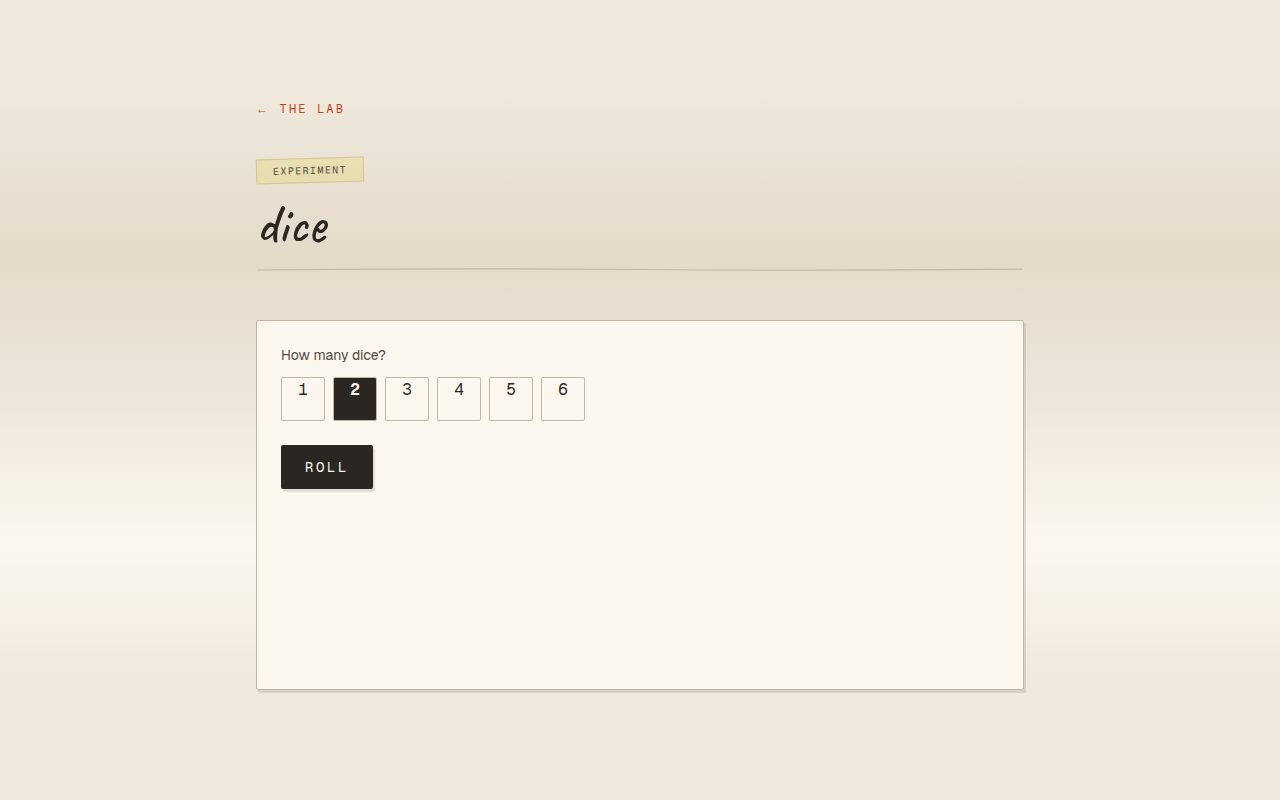 ← THE LAB
EXPERIMENT
dice
How many dice?
1 2 3 4 5 6
ROLL